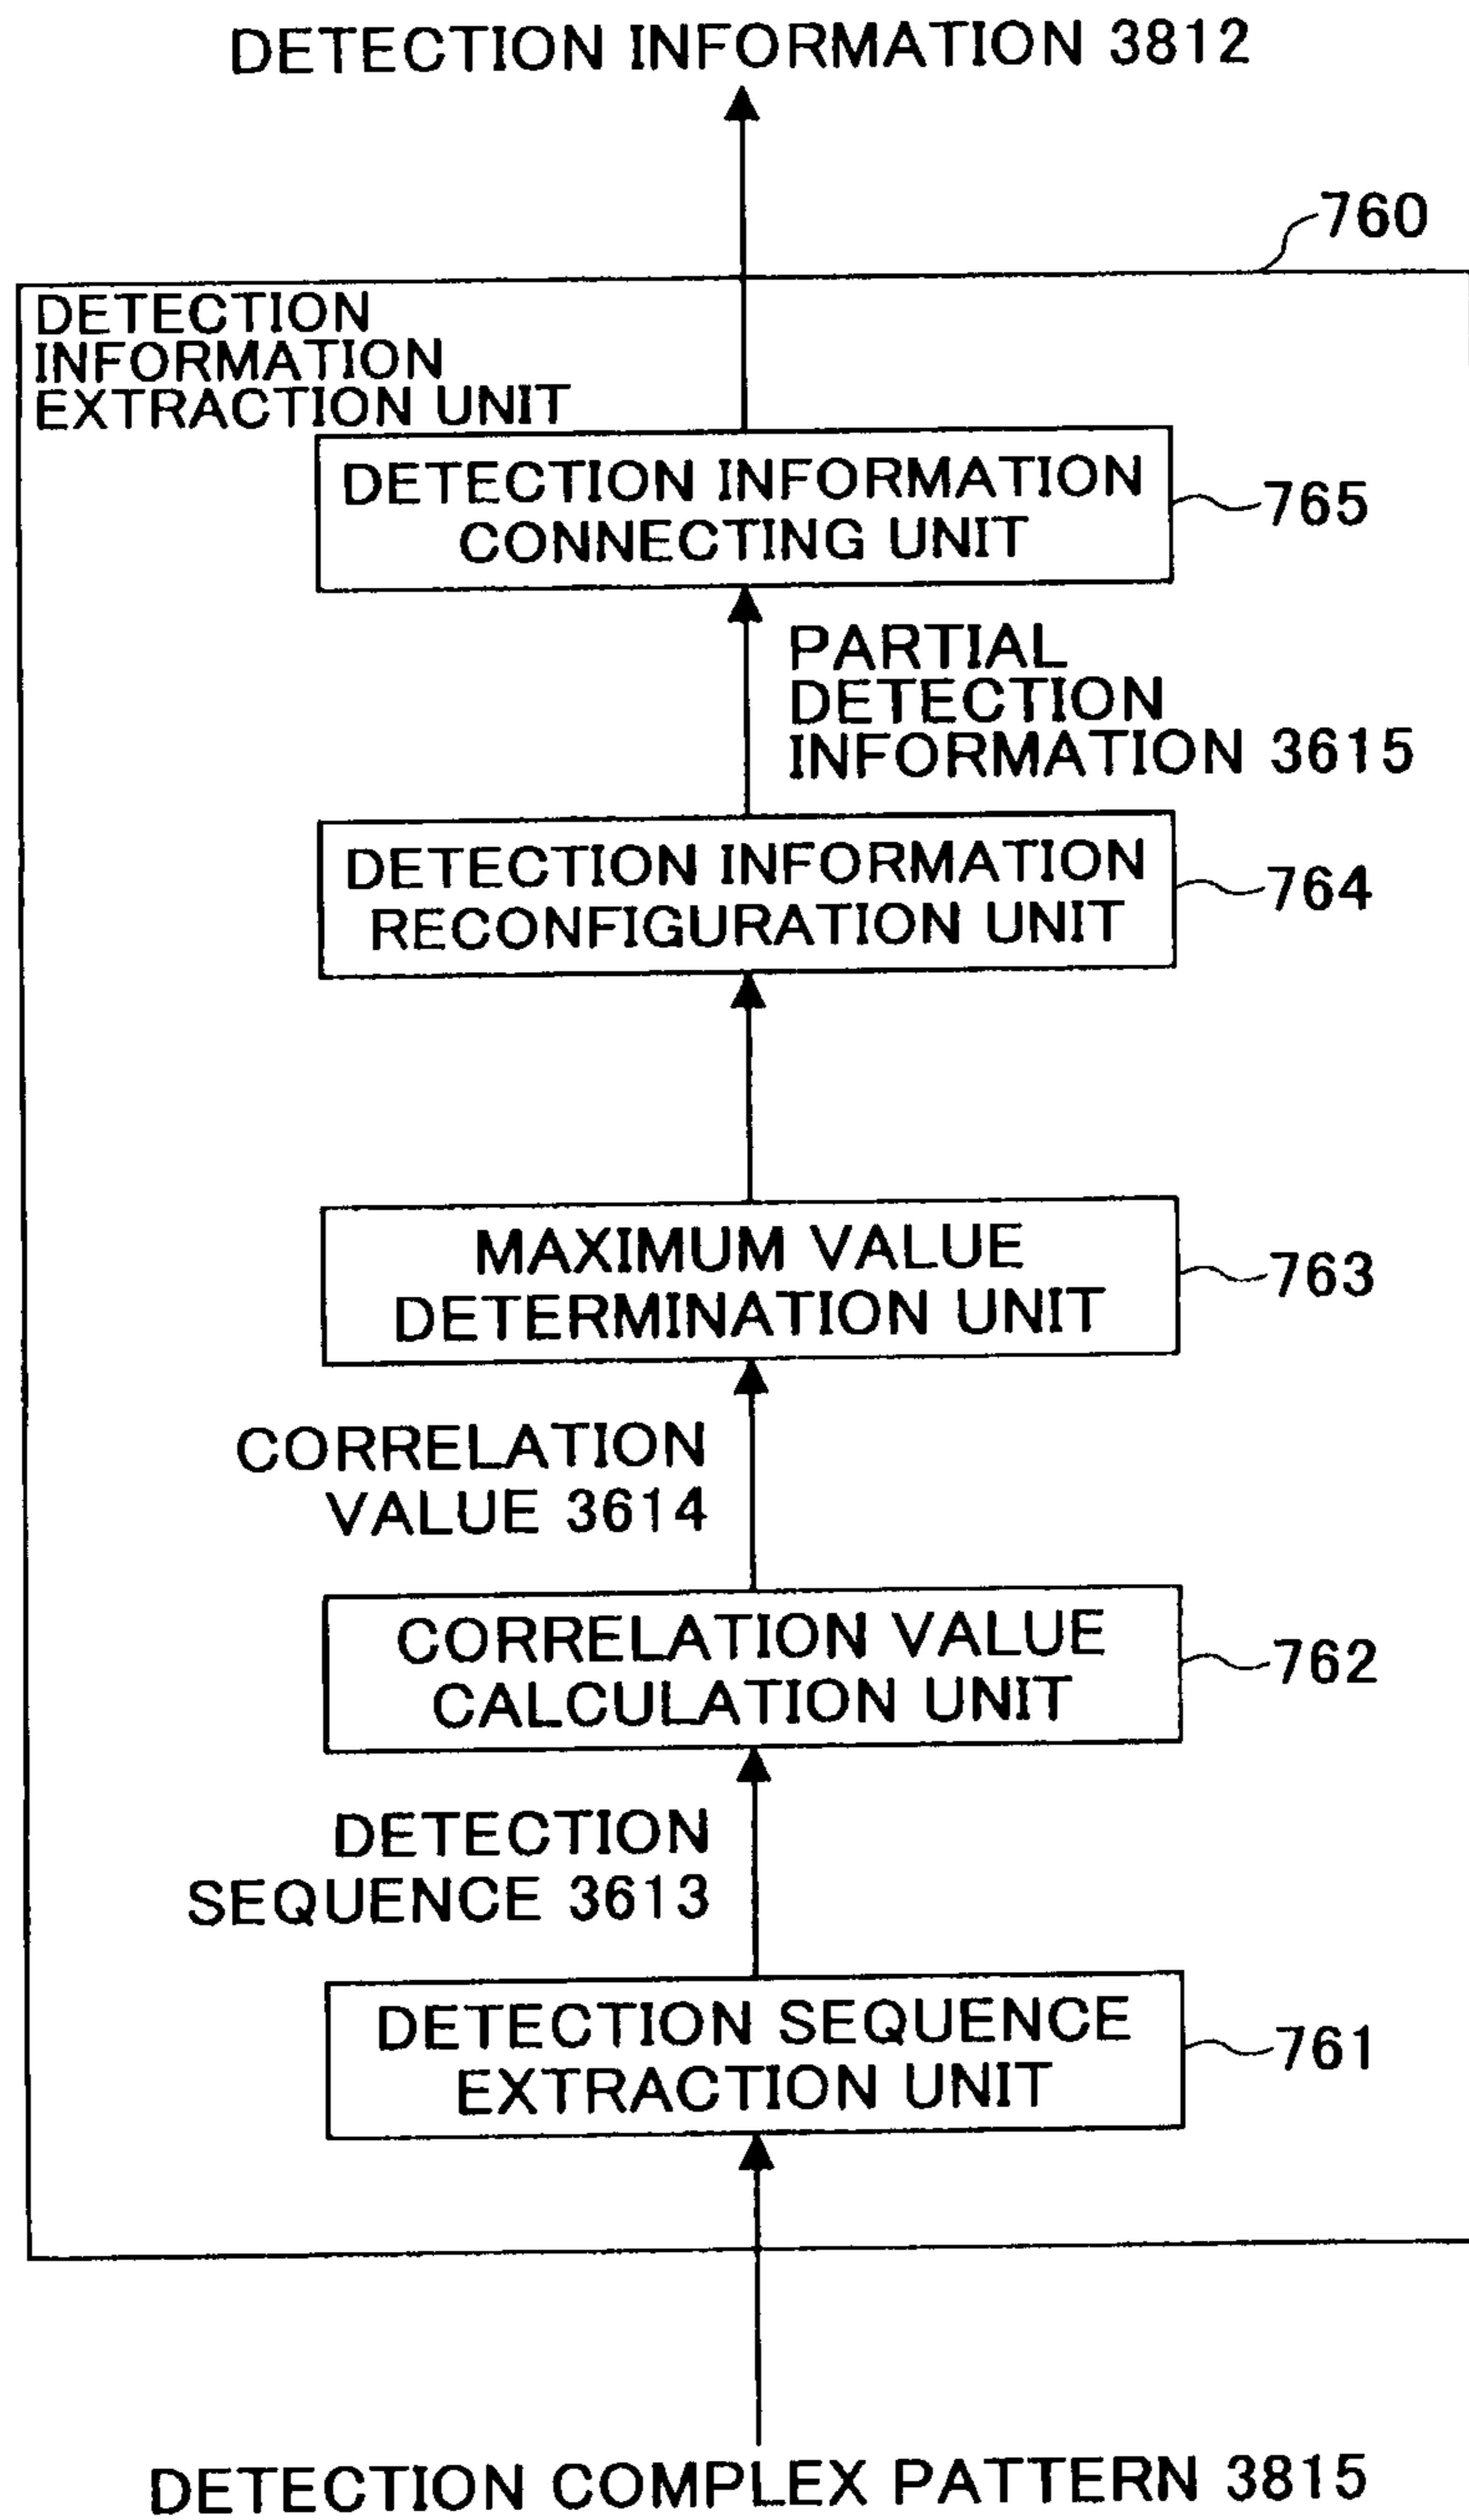 DETECTION INFORMATION 3812
760
DETECTION
INFORMATION
EXTRACTION UNIT
DETECTION INFORMATION
CONNECTING UNIT
765
PARTIAL
DETECTION
INFORMATION 3615
DETECTION INFORMATION
RECONFIGURATION UNIT
764
MAXIMUM VALUE
DETERMINATION UNIT
763
CORRELATION
VALUE 3614
CORRELATION VALUE
CALCULATION UNIT
762
DETECTION
SEQUENCE 3613
DETECTION SEQUENCE
EXTRACTION UNIT
761
DETECTION COMPLEX PATTERN 3815